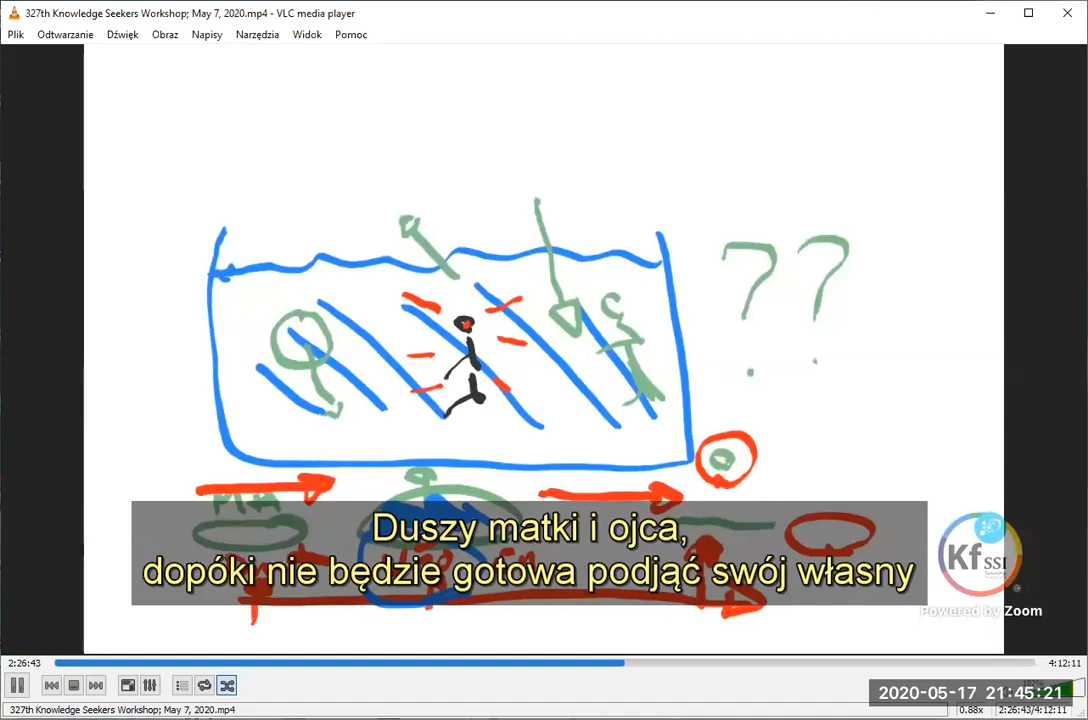 327th Knowledge Seekers Workshop; May 7, 2020.mp4 - VLC media player
Plik Odtwarzanie Dźwięk Obraz Napisy Narzędzia Widok Pomoc
? ?
Duszy matki i ojca,
dopóki nie będzie gotowa podjąć swój własny
Kf SSI
Powered by Zoom
2:26:43 4:12:11
102%
2020-05-17 21:45:21
327th Knowledge Seekers Workshop; May 7, 2020.mp4 0.88x 2:26:43/4:12:11